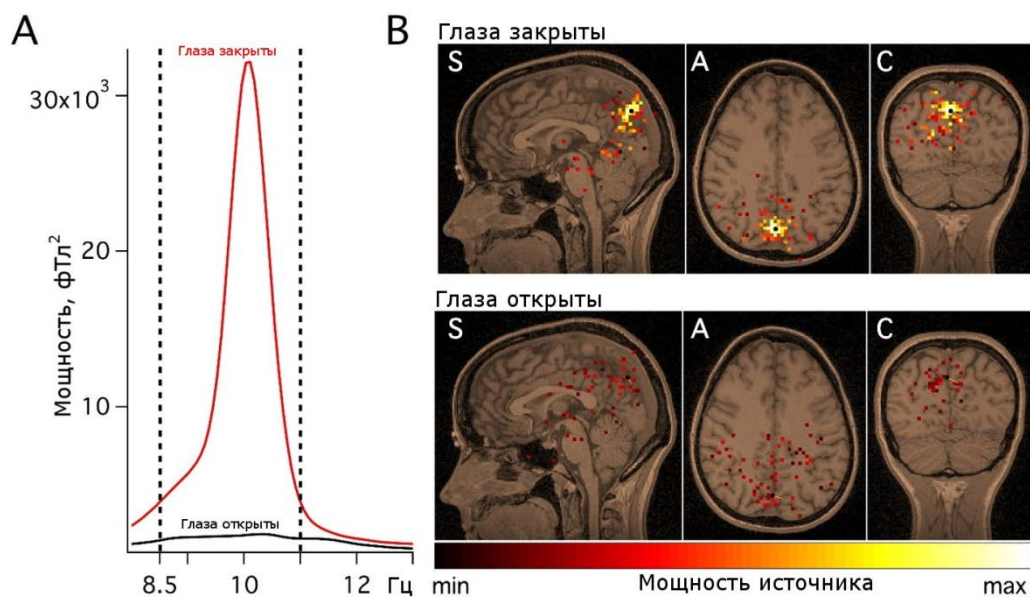 A
Глаза закрыты
30x10³
20
10
Мощность, фТл²
Глаза открыты
8.5
10
12
Гц
B
Глаза закрыты
S
A
C
Глаза открыты
S
A
C
min
Мощность источника
max